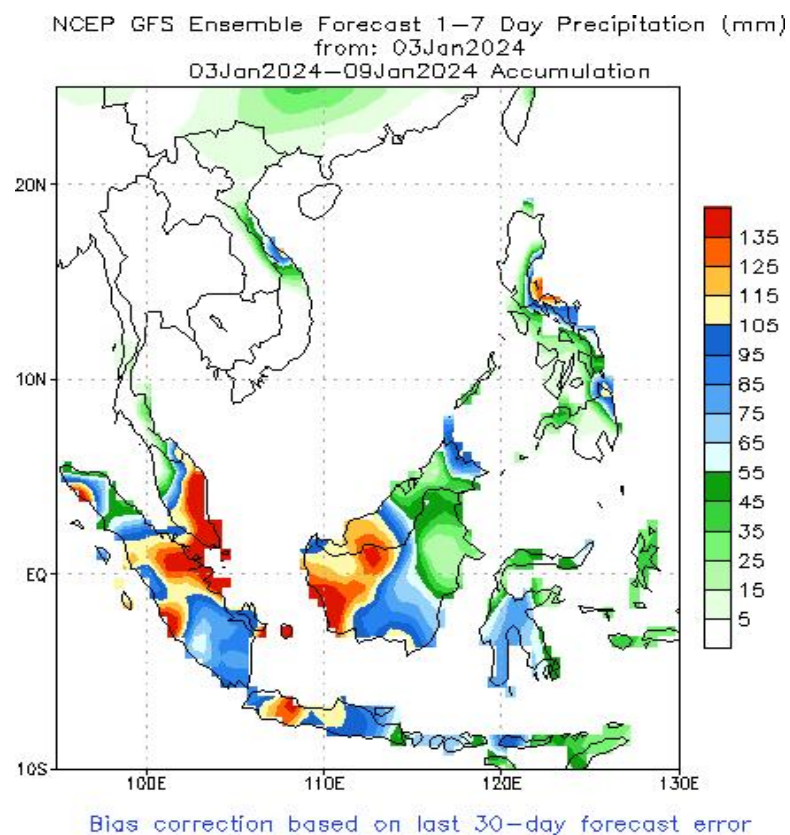 NCEP GFS Ensemble Forecast 1–7 Day Precipitation (mm)
from: 03Jan2024
03Jan2024–09Jan2024 Accumulation
20N
10N
EQ
10S
100E
110E
120E
130E
135
125
115
105
95
85
75
65
55
45
35
25
15
5
Bias correction based on last 30–day forecast error